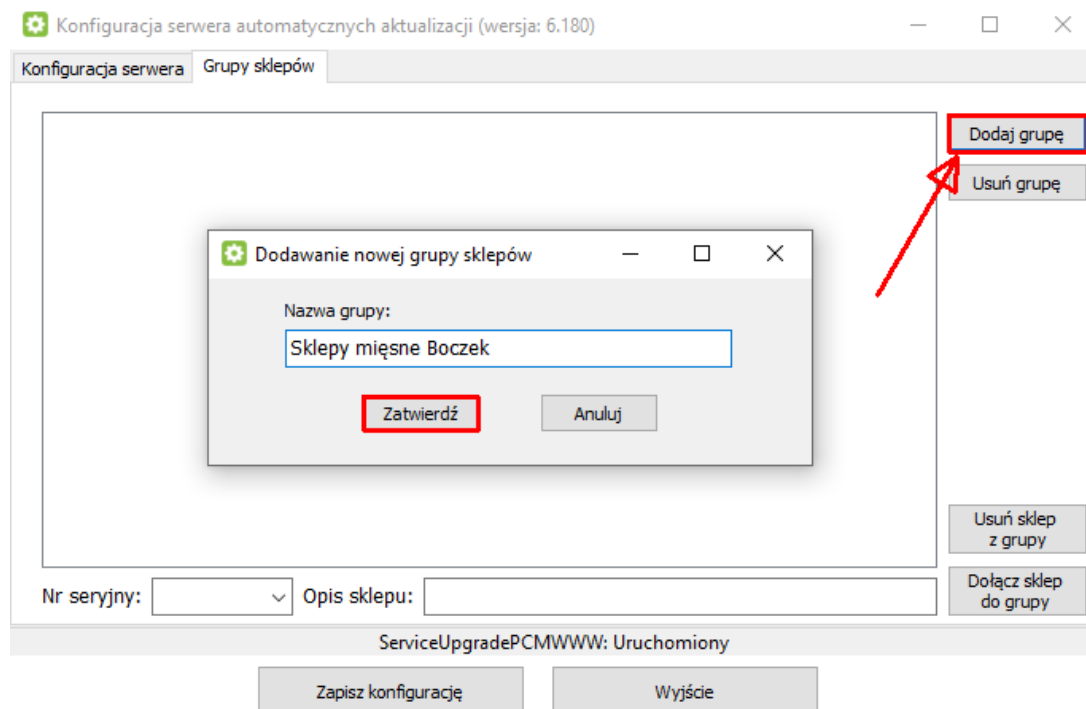 Konfiguracja serwera automatycznych aktualizacji (wersja: 6.180)
Konfiguracja serwera
Grupy sklepów
Dodaj grupę
Usuń grupę
Dodawanie nowej grupy sklepów
Nazwa grupy:
Sklepy mięsne Boczek
Zatwierdź
Anuluj
Usuń sklep
z grupy
Nr seryjny:
Opis sklepu:
Dołącz sklep
do grupy
ServiceUpgradePCMWWW: Uruchomiony
Zapisz konfigurację
Wyjście